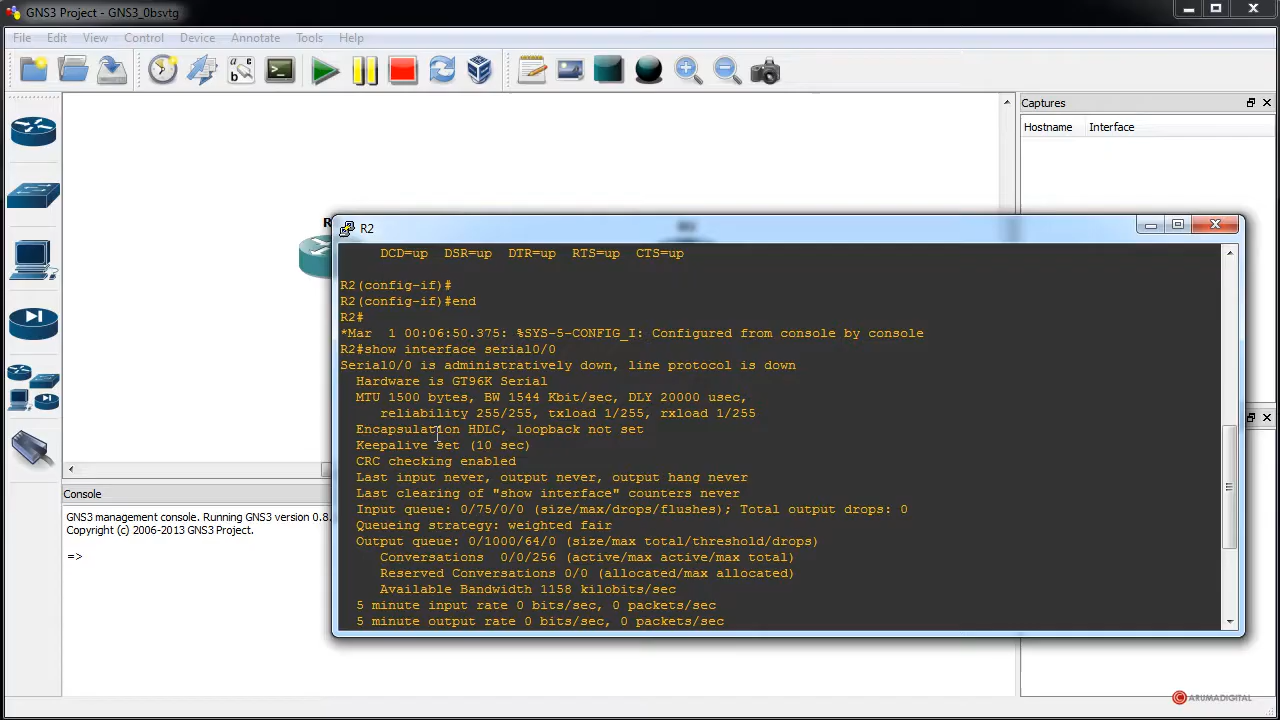 GNS3 Project - GNS3_0bsvtg
File Edit View Control Device Annotate Tools Help
Captures
Hostname Interface
R2
DCD=up DSR=up DTR=up RTS=up CTS=up
R2(config-if)#
R2(config-if)#end
R2#
*Mar 1 00:06:50.375: %SYS-5-CONFIG_I: Configured from console by console
R2#show interface serial0/0
Serial0/0 is administratively down, line protocol is down
Hardware is GT96K Serial
MTU 1500 bytes, BW 1544 Kbit/sec, DLY 20000 usec,
reliability 255/255, txload 1/255, rxload 1/255
Encapsulation HDLC, loopback not set
Keepalive set (10 sec)
CRC checking enabled
Last input never, output never, output hang never
Last clearing of "show interface" counters never
Input queue: 0/75/0/0 (size/max/drops/flushes); Total output drops: 0
Queueing strategy: weighted fair
Output queue: 0/1000/64/0 (size/max total/threshold/drops)
Conversations 0/0/256 (active/max active/max total)
Reserved Conversations 0/0 (allocated/max allocated)
Available Bandwidth 1158 kilobits/sec
5 minute input rate 0 bits/sec, 0 packets/sec
5 minute output rate 0 bits/sec, 0 packets/sec
Console
GNS3 management console. Running GNS3 version 0.8.
Copyright (c) 2006-2013 GNS3 Project.
=>
© ARUMADIGITAL